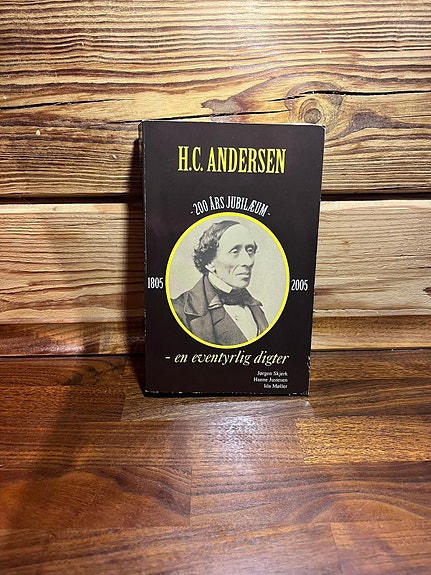 H.C. ANDERSEN
- 200 ÅRS JUBILÆUM -
1805
2005
- en eventyrlig digter
Jørgen Skjerk
Hanne Justesen
Ida Møller